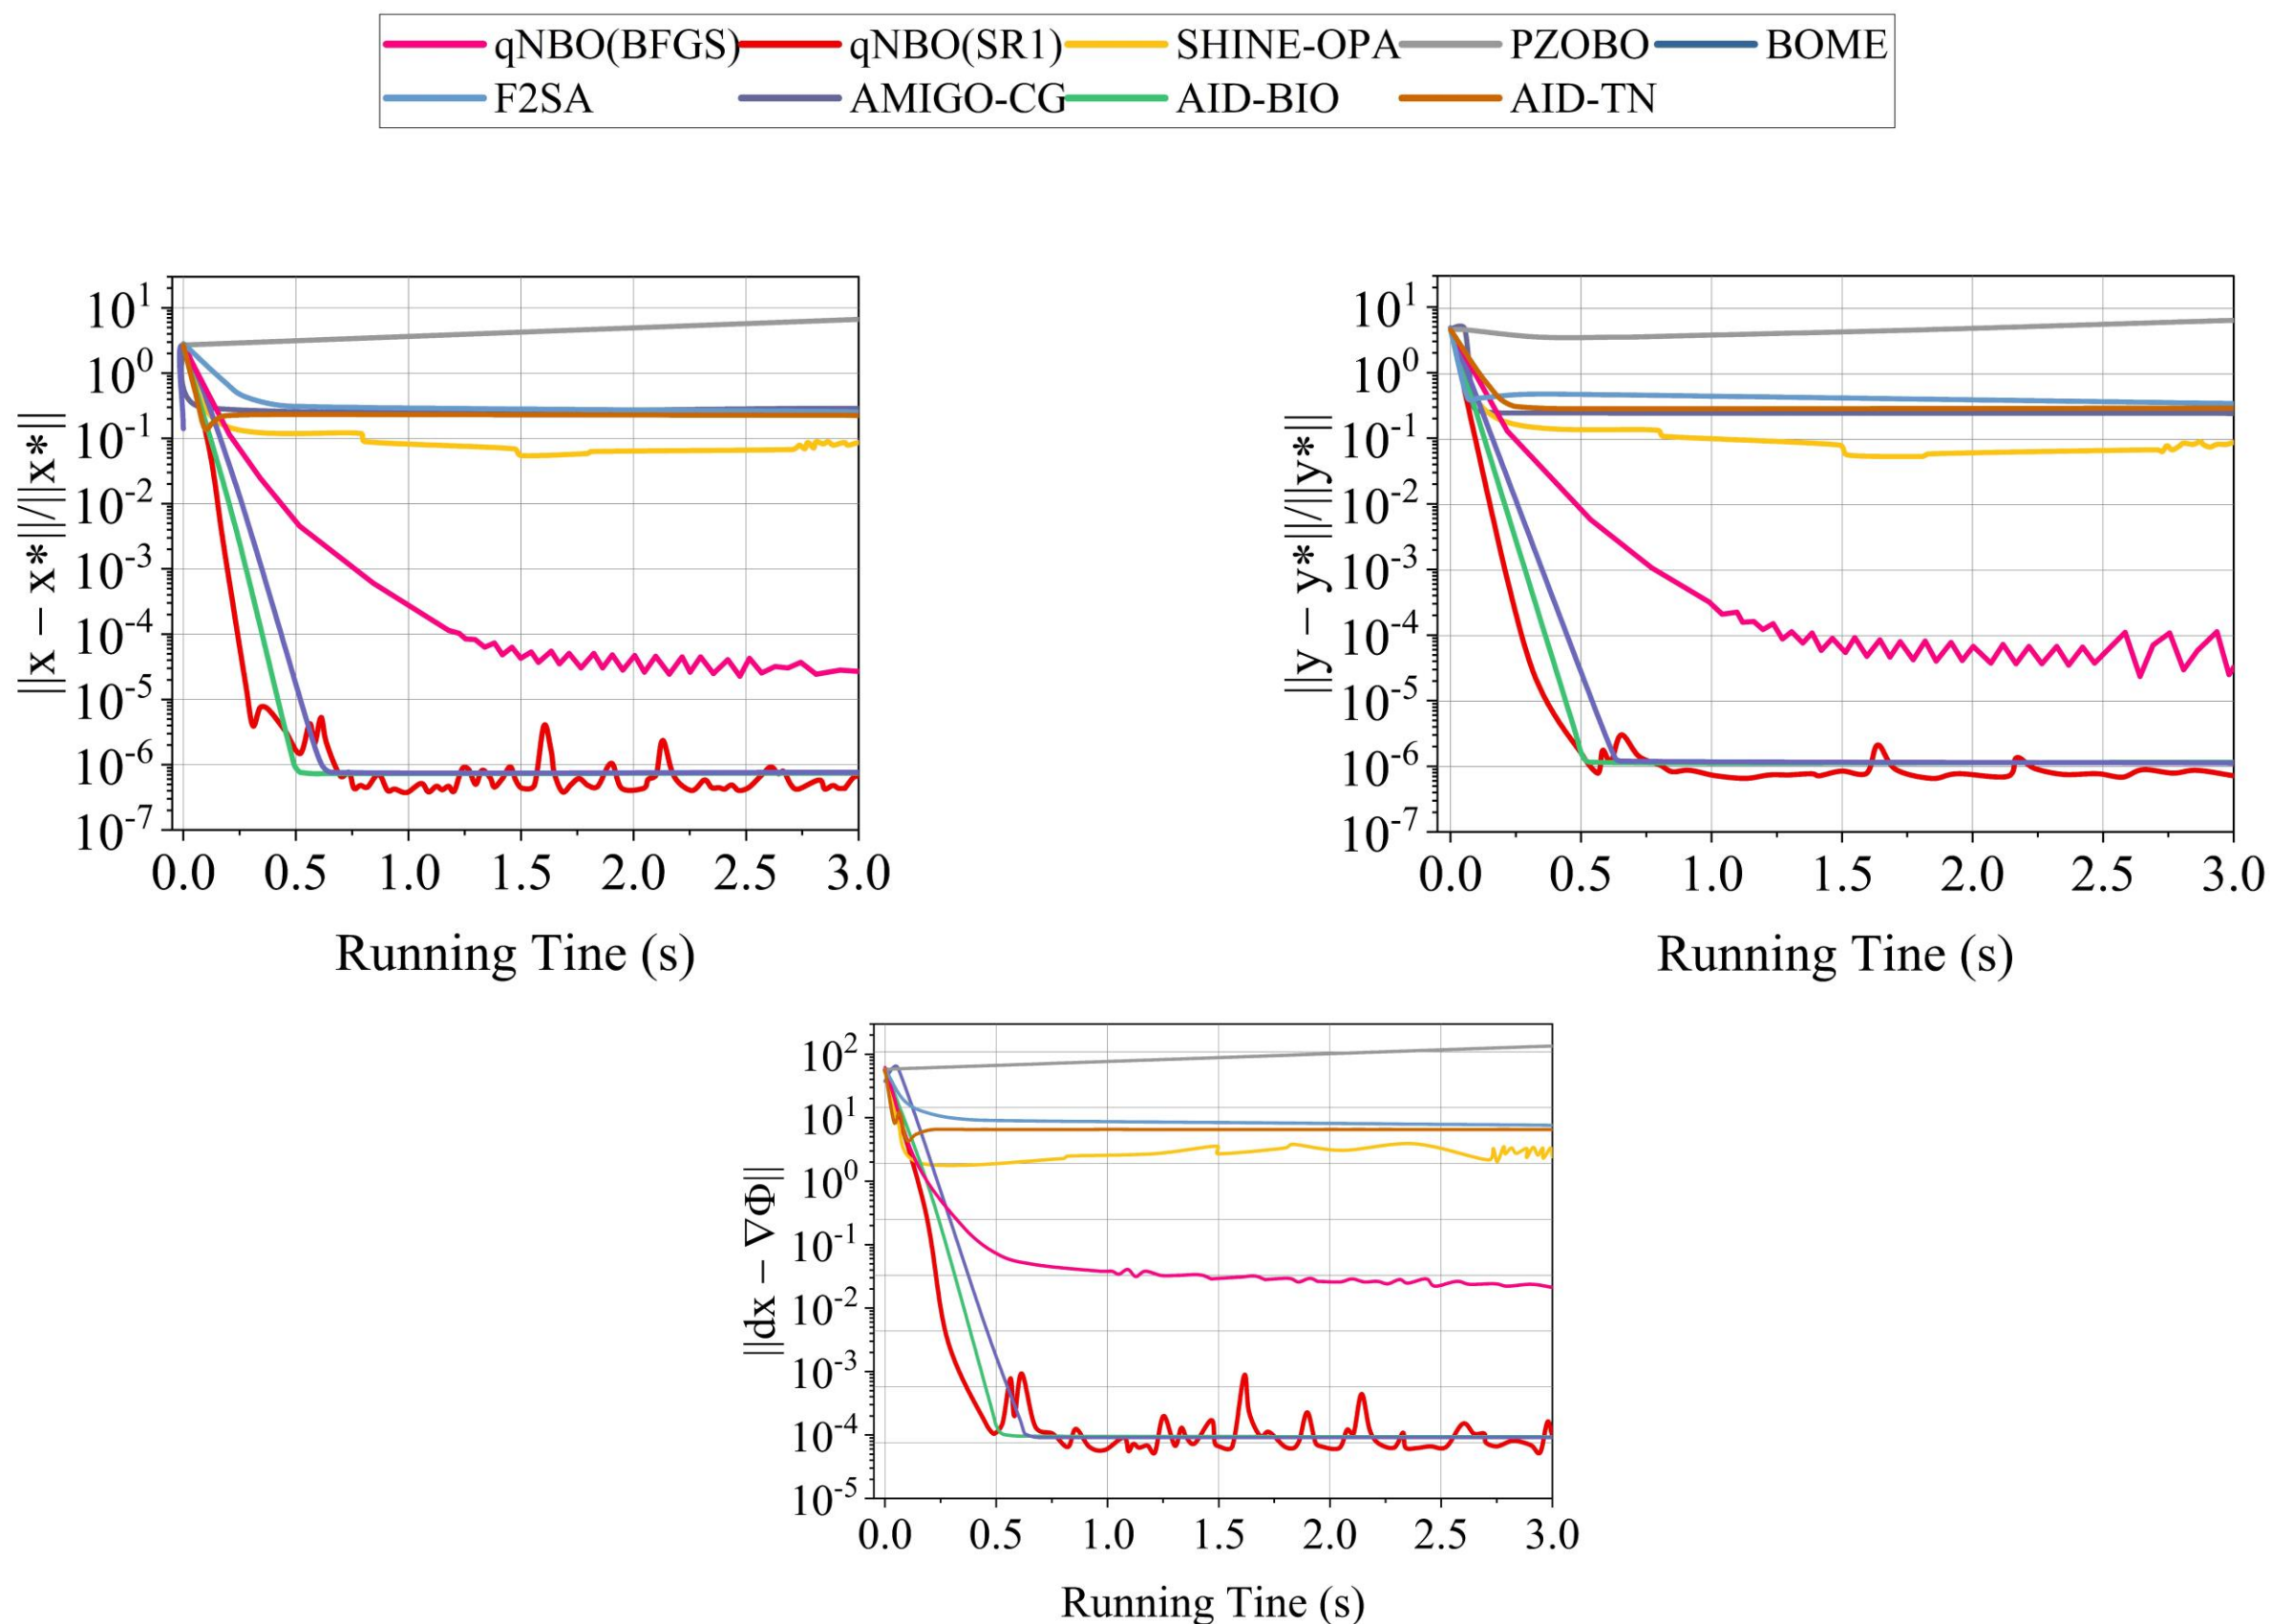 qNBO(BFGS) qNBO(SR1) SHINE-OPA PZOBO BOME
F2SA AMIGO-CG AID-BIO AID-TN
||x − x*||/||x*||
10^1
10^0
10^-1
10^-2
10^-3
10^-4
10^-5
10^-6
10^-7
0.0 0.5 1.0 1.5 2.0 2.5 3.0
Running Tine (s)
||y − y*||/||y*||
10^1
10^0
10^-1
10^-2
10^-3
10^-4
10^-5
10^-6
10^-7
0.0 0.5 1.0 1.5 2.0 2.5 3.0
Running Tine (s)
||dx − ∇Φ||
10^2
10^1
10^0
10^-1
10^-2
10^-3
10^-4
10^-5
0.0 0.5 1.0 1.5 2.0 2.5 3.0
Running Tine (s)